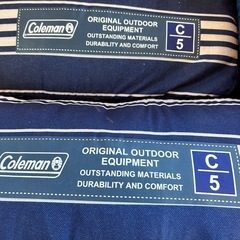 Coleman
ORIGINAL OUTDOOR
EQUIPMENT
OUTSTANDING MATERIALS
DURABILITY AND COMFORT
C
5
Coleman
ORIGINAL OUTDOOR
EQUIPMENT
OUTSTANDING MATERIALS
DURABILITY AND COMFORT
C
5